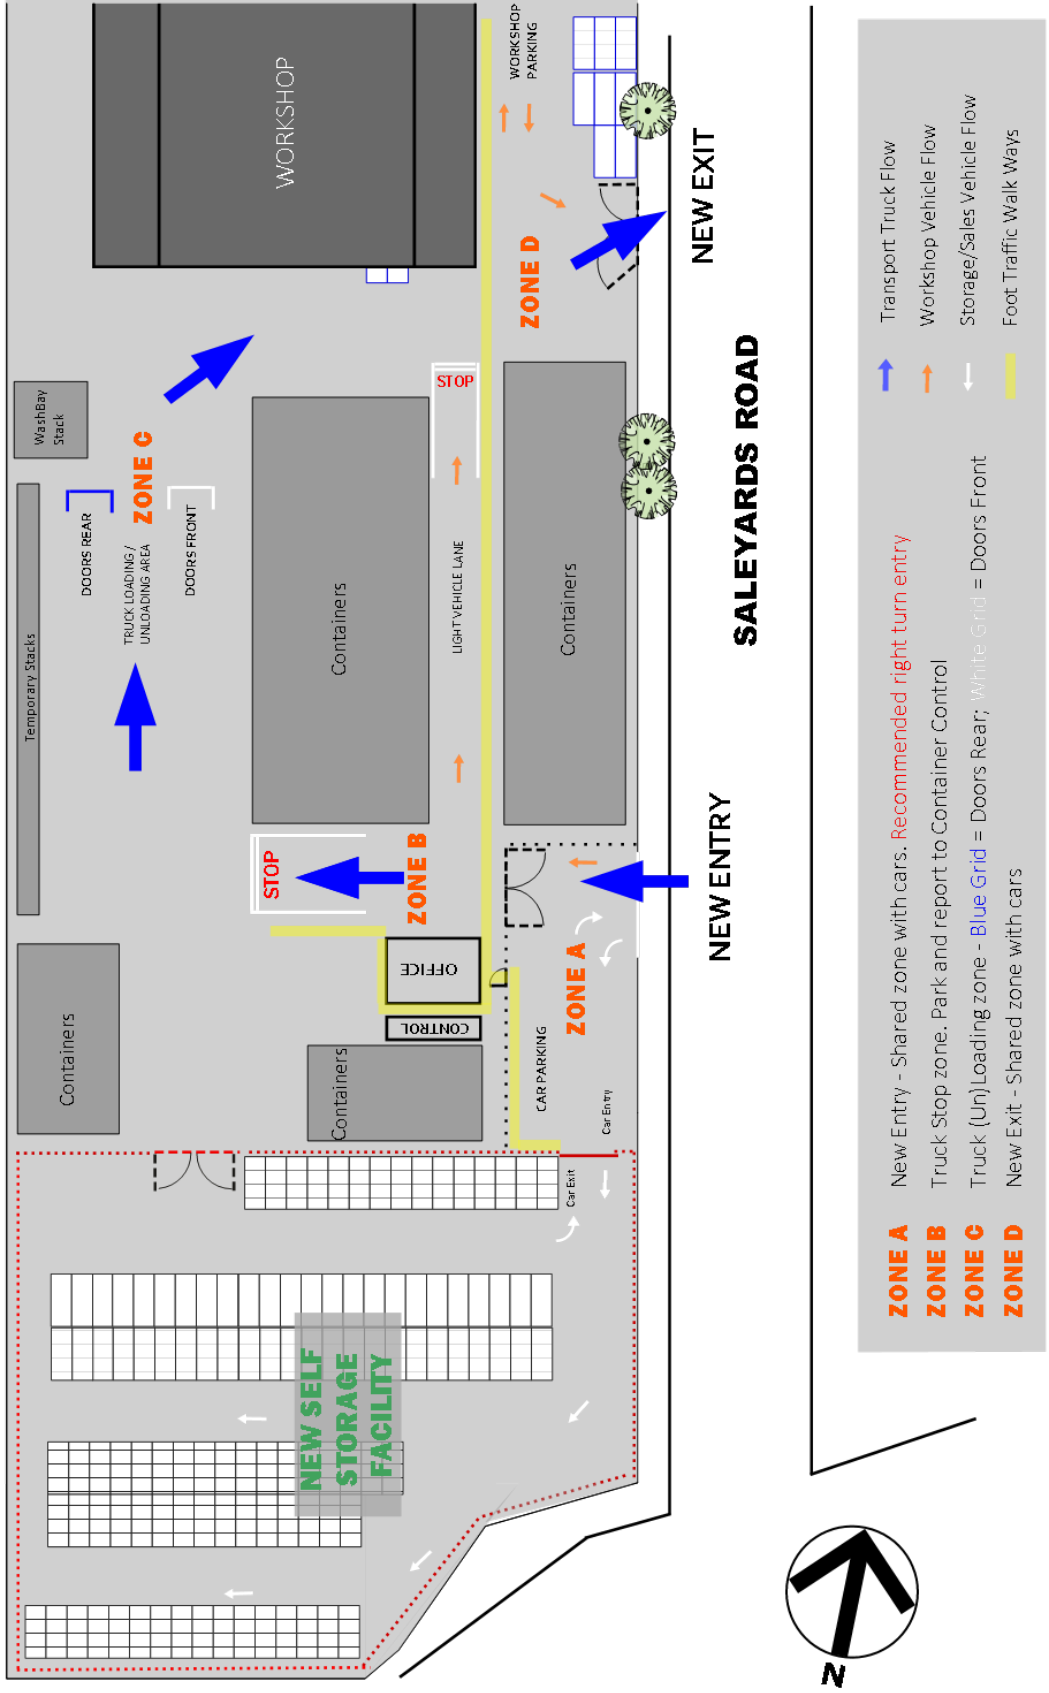 WORKSHOP
WORKSHOP
PARKING
NEW EXIT
ZONE D
WashBay
Stack
ZONE C
DOORS REAR
TRUCK LOADING /
UNLOADING AREA
DOORS FRONT
Temporary Stacks
STOP
Containers
LIGHT VEHICLE LANE
Containers
SALEYARDS ROAD
STOP
ZONE B
NEW ENTRY
ZONE A
OFFICE
CONTROL
Containers
Containers
CAR PARKING
Car Entry
Car Exit
NEW SELF
STORAGE
FACILITY
ZONE A New Entry - Shared zone with cars. Recommended right turn entry
ZONE B Truck Stop zone. Park and report to Container Control
ZONE C Truck (Un)Loading zone - Blue Grid = Doors Rear; White Grid = Doors Front
ZONE D New Exit - Shared zone with cars
Transport Truck Flow
Workshop Vehicle Flow
Storage/Sales Vehicle Flow
Foot Traffic Walk Ways
N